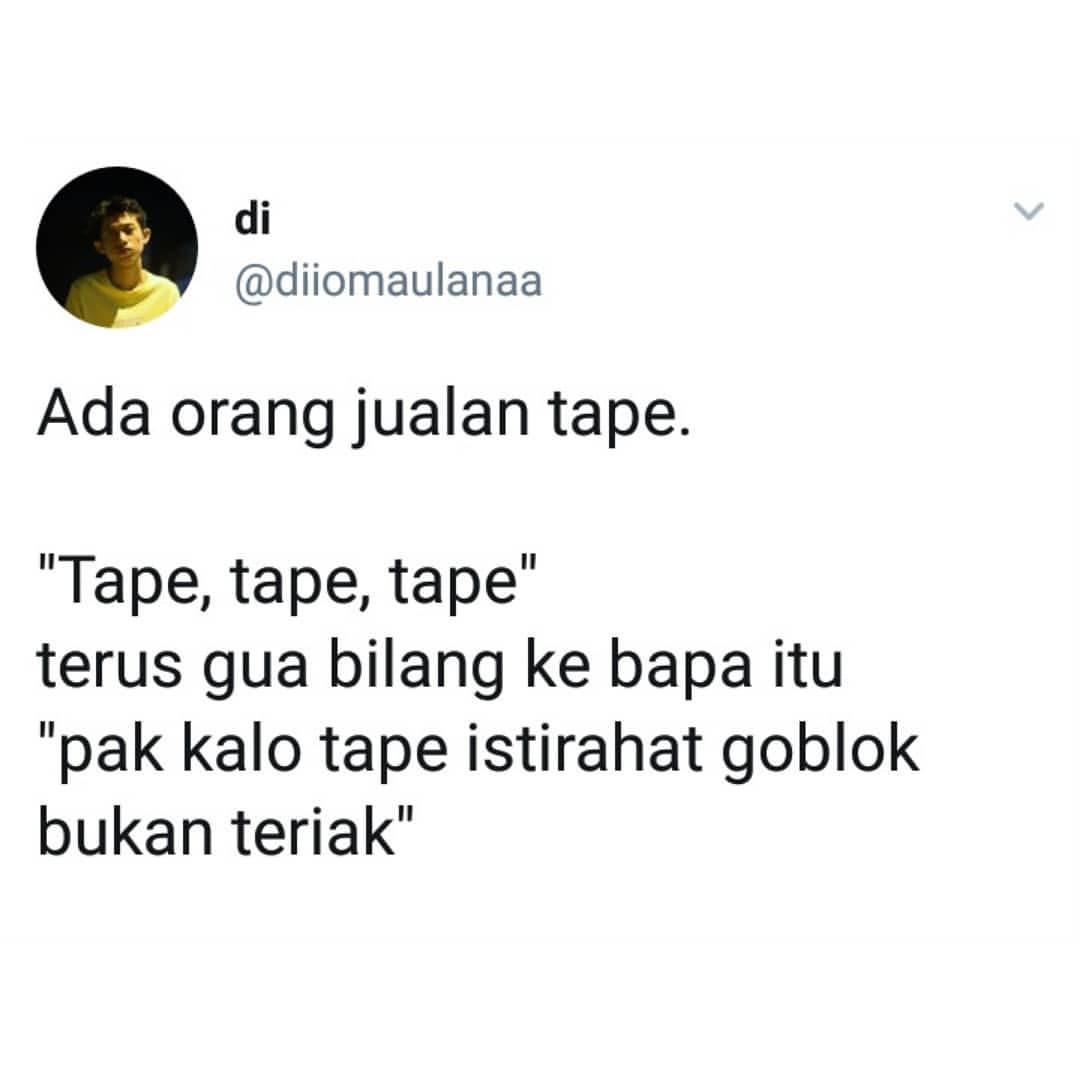 di
@diiomaulanaa
Ada orang jualan tape.
"Tape, tape, tape"
terus gua bilang ke bapa itu
"pak kalo tape istirahat goblok
bukan teriak"